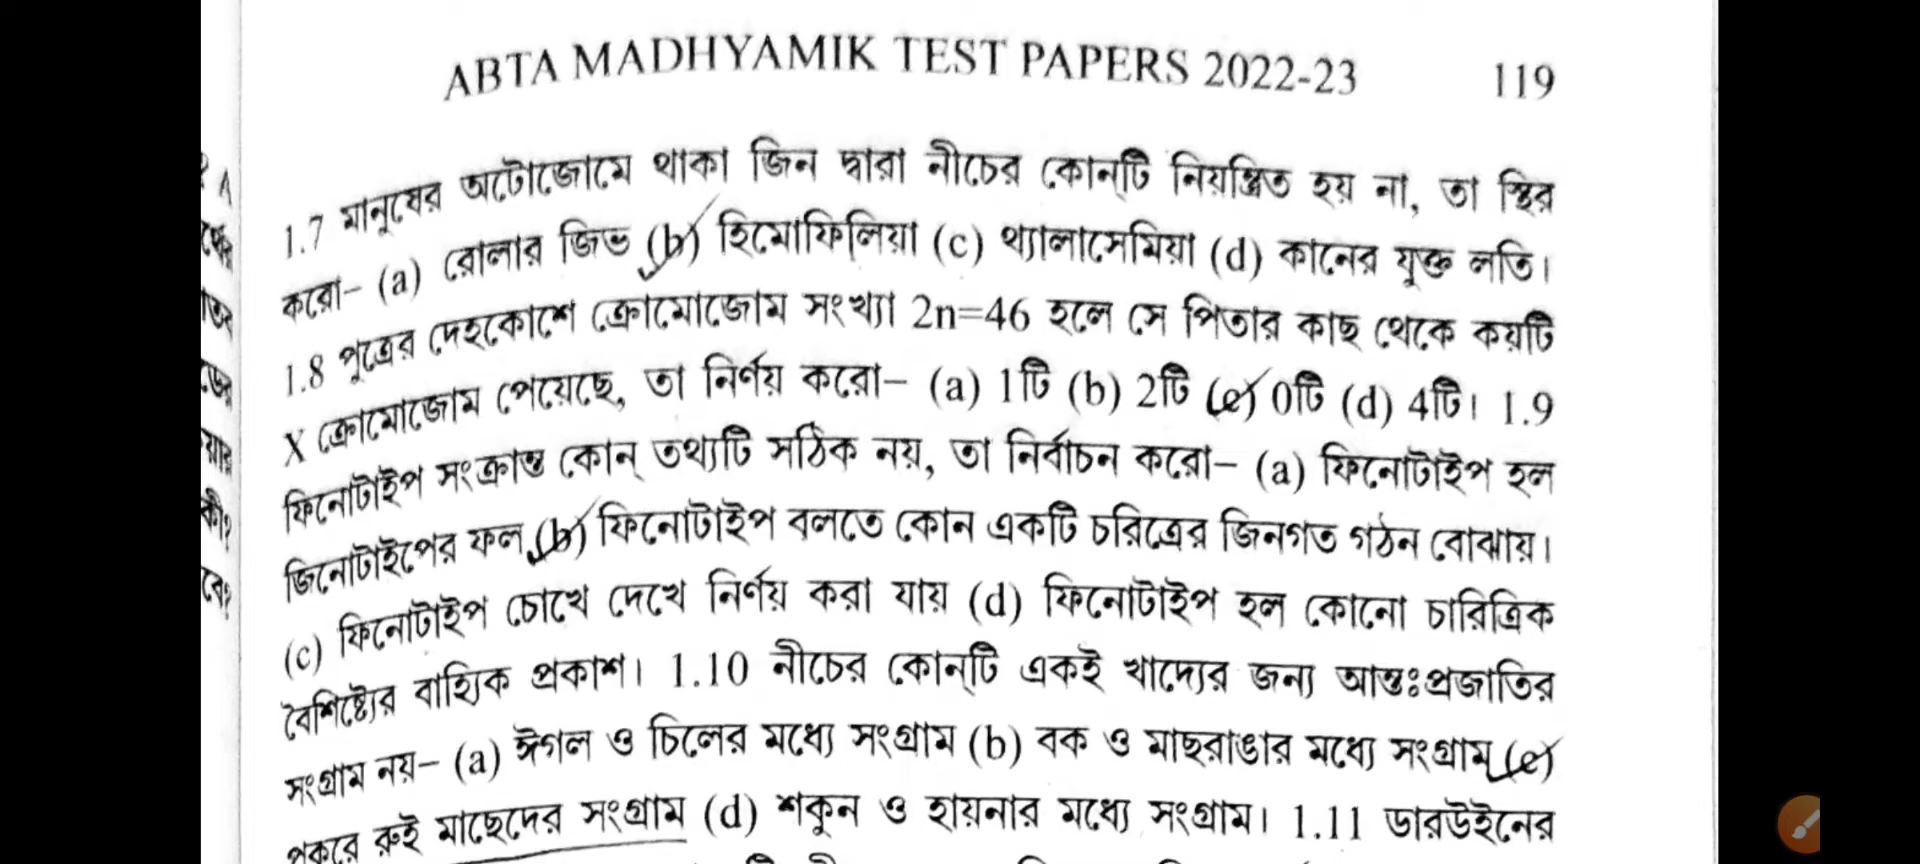 ABTA MADHYAMIK TEST PAPERS 2022-23 119
1.7 মানুষের অটোজোমে থাকা জিন দ্বারা নীচের কোন্‌টি নিয়ন্ত্রিত হয় না, তা স্থির
করো– (a) রোলার জিভ (b) হিমোফিলিয়া (c) থ্যালাসেমিয়া (d) কানের যুক্ত লতি।
1.8 পুত্রের দেহকোশে ক্রোমোজোম সংখ্যা 2n=46 হলে সে পিতার কাছ থেকে কয়টি
X ক্রোমোজোম পেয়েছে, তা নির্ণয় করো– (a) 1টি (b) 2টি (c) 0টি (d) 4টি। 1.9
ফিনোটাইপ সংক্রান্ত কোন্ তথ্যটি সঠিক নয়, তা নির্বাচন করো– (a) ফিনোটাইপ হল
জিনোটাইপের ফল (b) ফিনোটাইপ বলতে কোন একটি চরিত্রের জিনগত গঠন বোঝায়।
(c) ফিনোটাইপ চোখে দেখে নির্ণয় করা যায় (d) ফিনোটাইপ হল কোনো চারিত্রিক
বৈশিষ্ট্যের বাহ্যিক প্রকাশ। 1.10 নীচের কোন্‌টি একই খাদ্যের জন্য আন্তঃপ্রজাতির
সংগ্রাম নয়– (a) ঈগল ও চিলের মধ্যে সংগ্রাম (b) বক ও মাছরাঙার মধ্যে সংগ্রাম (c)
পুকুরে রুই মাছেদের সংগ্রাম (d) শকুন ও হায়নার মধ্যে সংগ্রাম। 1.11 ডারউইনের